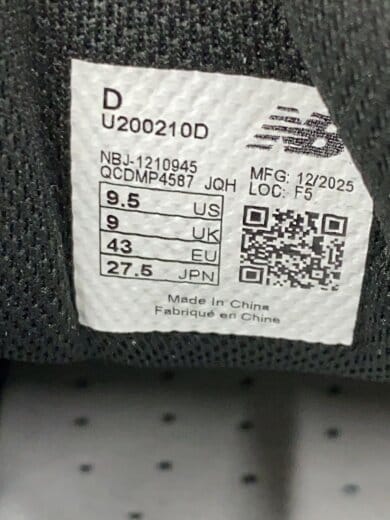 D
U200210D
NB
NBJ-1210945
QCDMP4587 JQH
MFG: 12/2025
LOC: F5
9.5 US
9 UK
43 EU
27.5 JPN
Made in China
Fabriqué en Chine